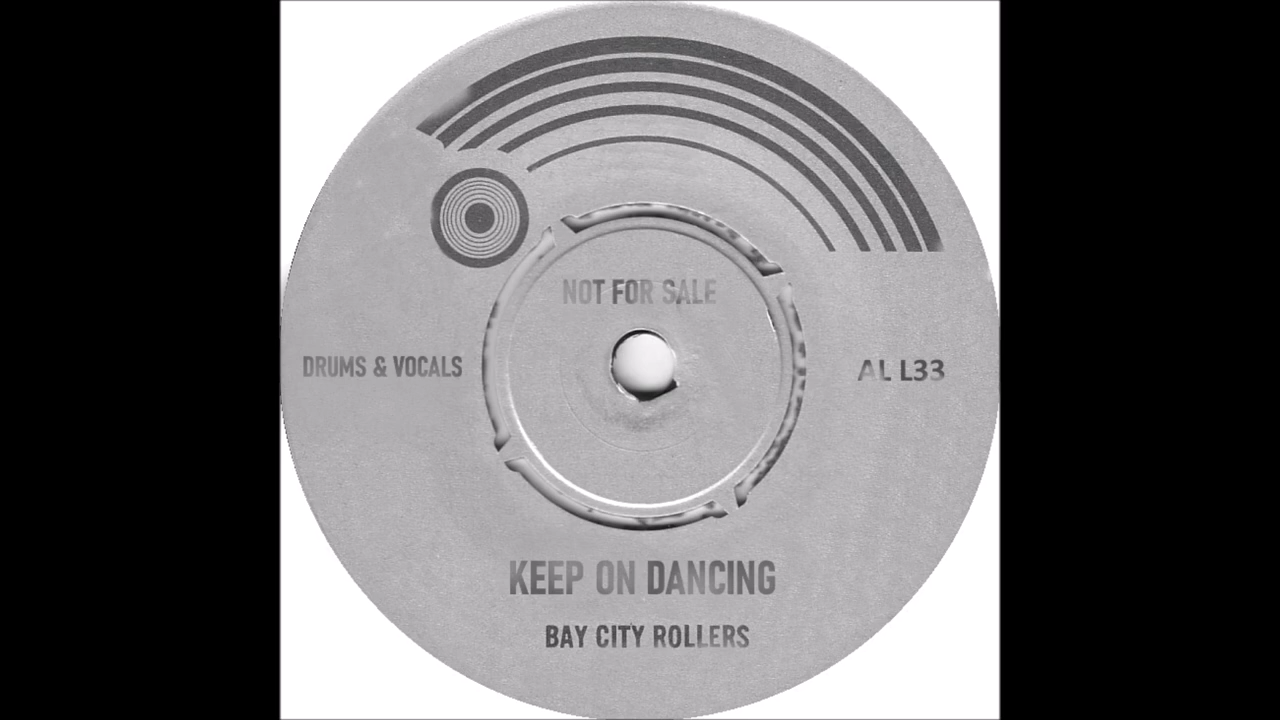 NOT FOR SALE
DRUMS & VOCALS
AL L33
KEEP ON DANCING
BAY CITY ROLLERS